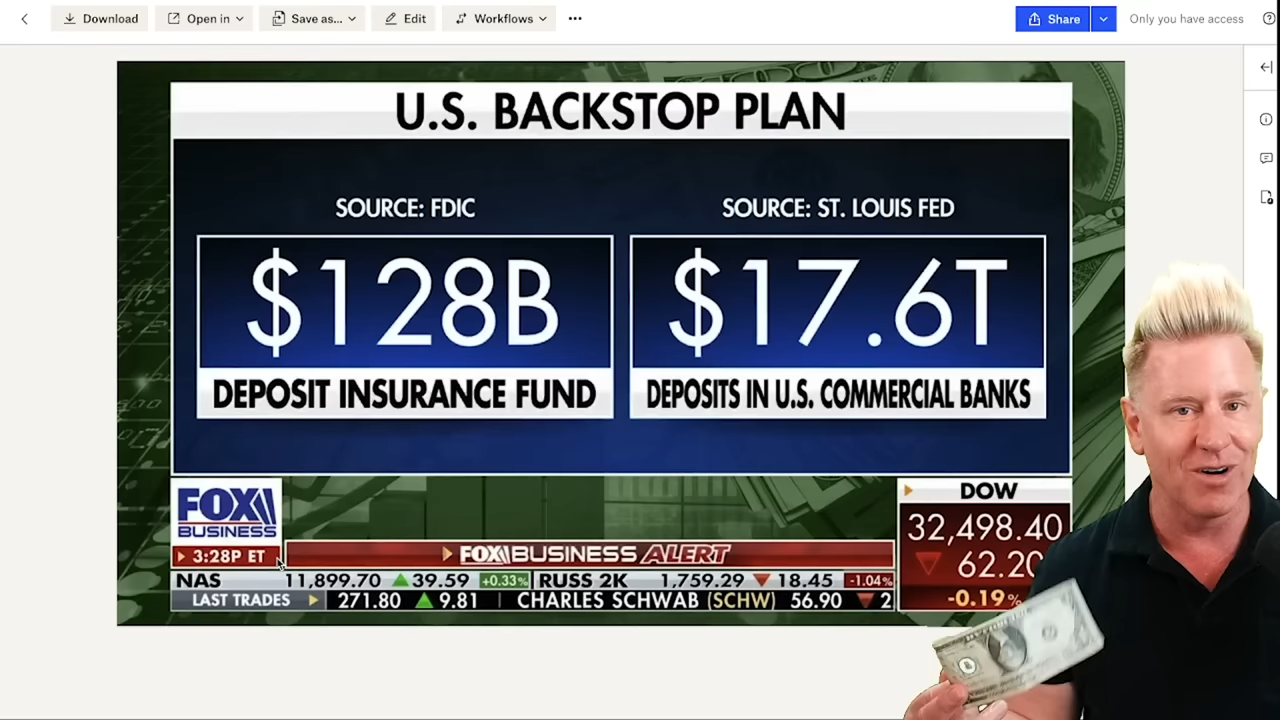 Download
Open in
Save as...
Edit
Workflows
Share
Only you have access
U.S. BACKSTOP PLAN
SOURCE: FDIC
$128B
DEPOSIT INSURANCE FUND
SOURCE: ST. LOUIS FED
$17.6T
DEPOSITS IN U.S. COMMERCIAL BANKS
FOX
BUSINESS
3:28P ET
FOX BUSINESS ALERT
DOW
32,498.40
62.20
-0.19%
NAS 11,899.70 39.59 +0.33% RUSS 2K 1,759.29 18.45 -1.04%
LAST TRADES 271.80 9.81 CHARLES SCHWAB (SCHW) 56.90 2